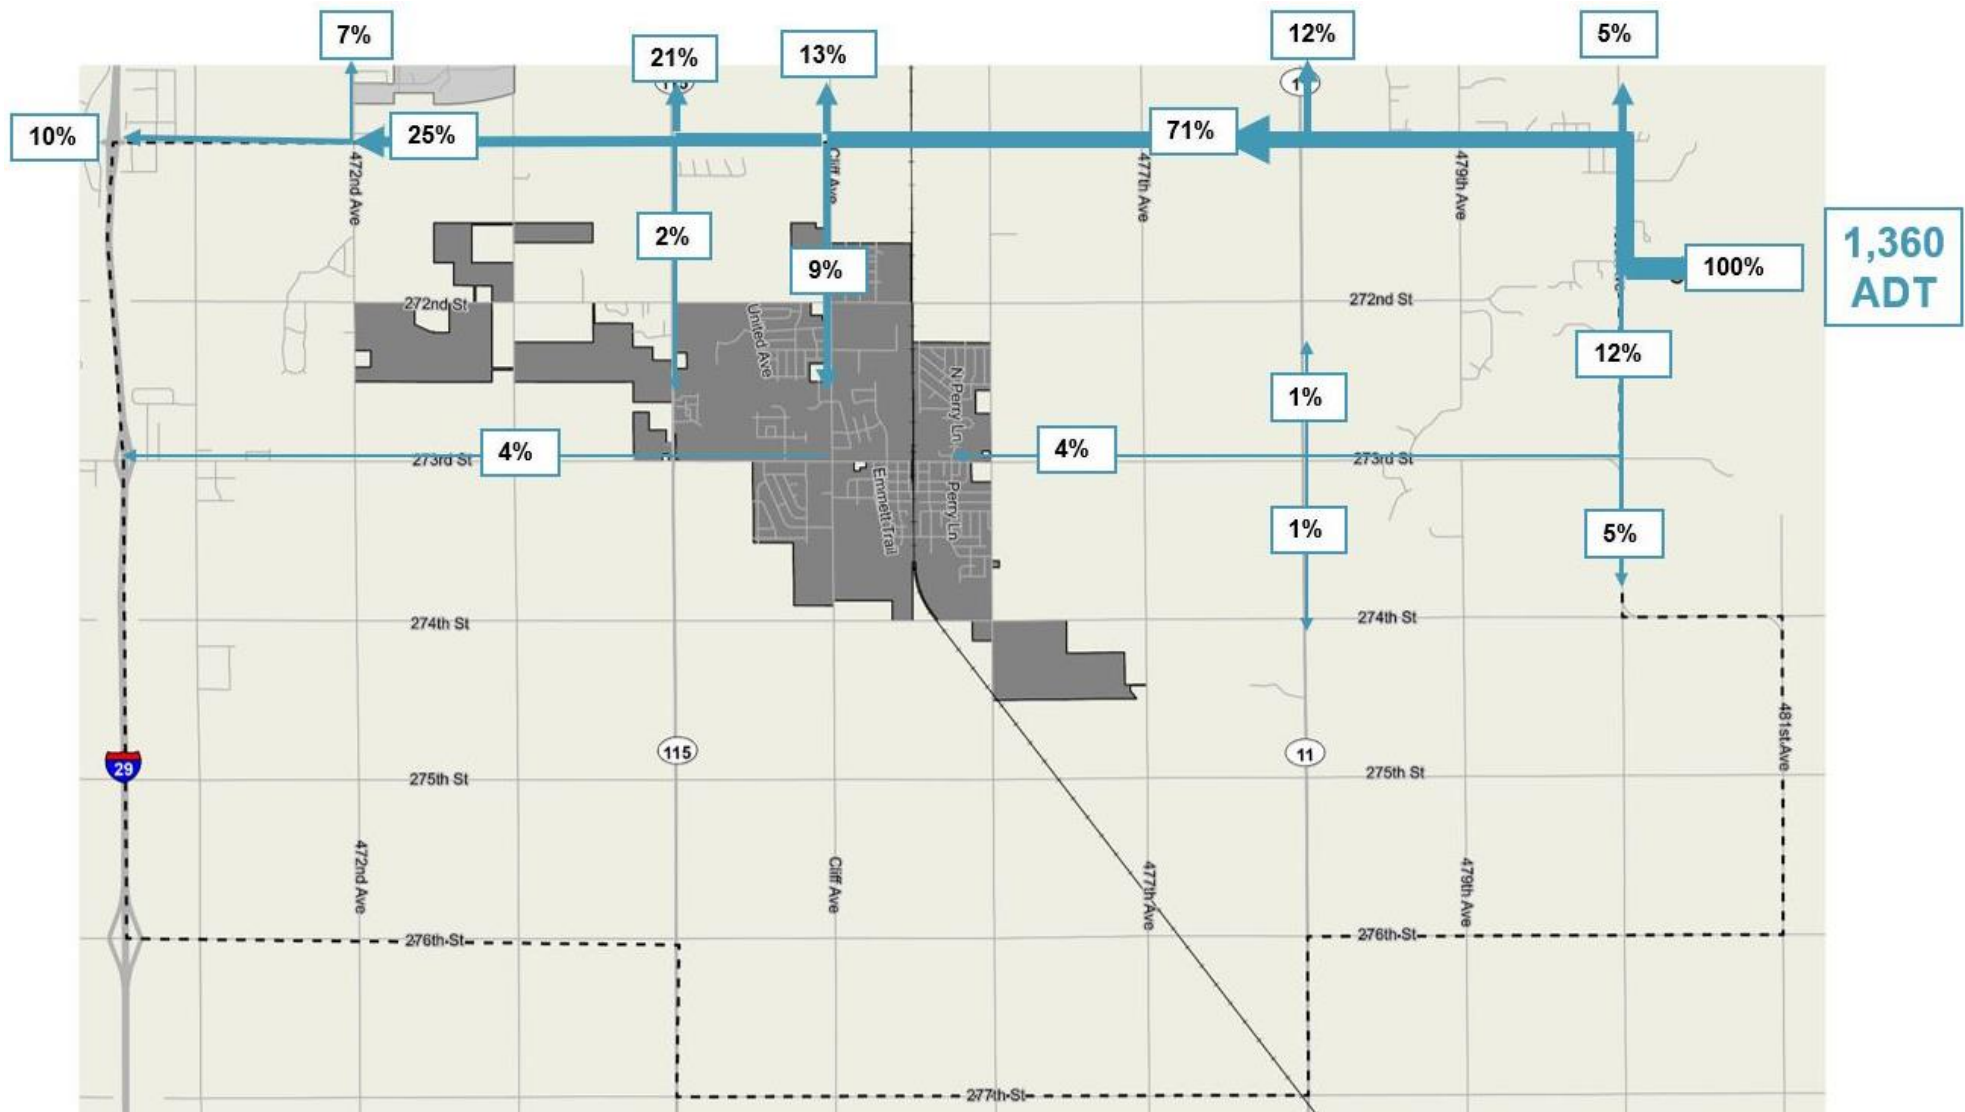 7%
21%
13%
12%
5%
10%
25%
71%
472nd Ave
Cliff Ave
477th Ave
479th Ave
2%
9%
100%
1,360
ADT
272nd St
272nd St
United Ave
N Perry Ln
12%
1%
4%
273rd St
4%
273rd St
Emmett Trail
Perry Ln
1%
5%
274th St
274th St
115
11
29
275th St
275th St
481st Ave
472nd Ave
Cliff Ave
477th Ave
479th Ave
276th St
276th St
277th St